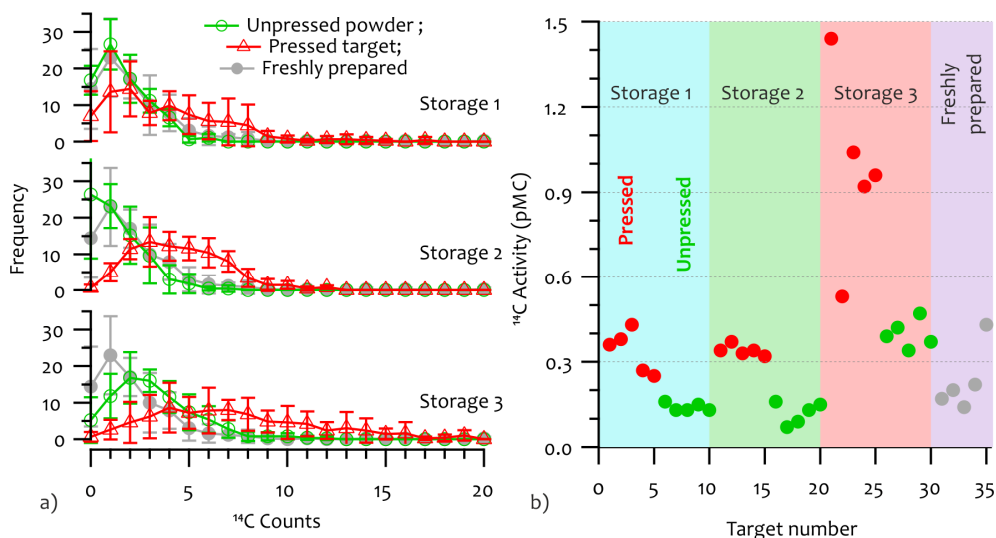 Unpressed powder ;
Pressed target;
Freshly prepared
30
20
10
0
Storage 1
30
20
10
0
Storage 2
30
20
10
0
Storage 3
Frequency
0 5 10 15 20
¹⁴C Counts
a)
1.5
1.2
0.9
0.6
0.3
0.0
¹⁴C Activity (pMC)
Storage 1
Storage 2
Storage 3
Freshly
prepared
Pressed
Unpressed
0 5 10 15 20 25 30 35
Target number
b)